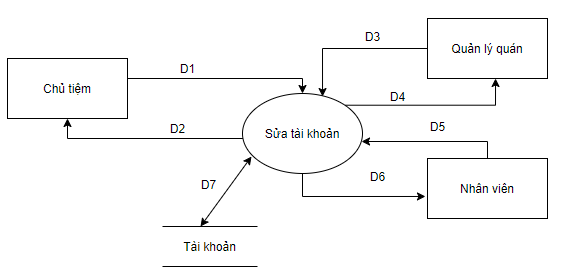 D3
Quản lý quán
D1
Chủ tiệm
D4
D2
Sửa tài khoản
D5
D7
D6
Nhân viên
Tài khoản